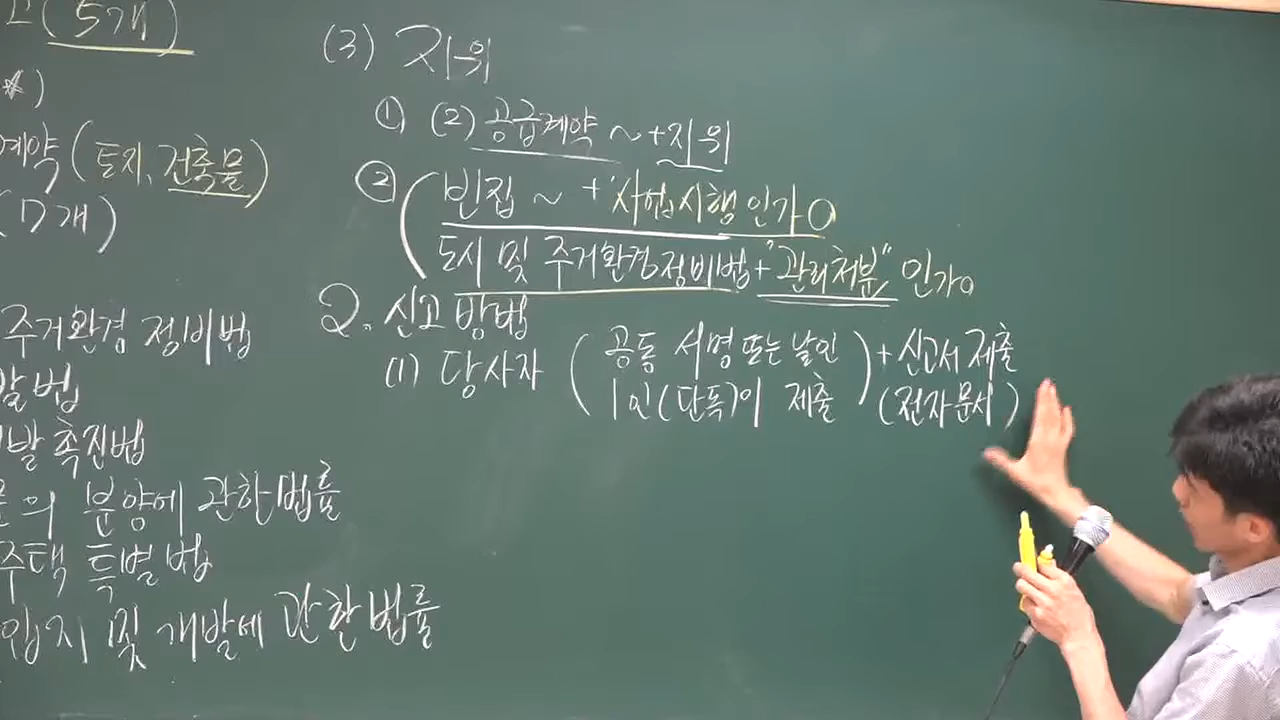 고 (5개)
(★)
계약 (토지, 건축물)
(7개)
주거환경 정비법
발법
개발 촉진법
의 분양에 관한 법률
주택 특별법
입지 및 개발에 관한 법률
(3) 지위
① (2) 공급계약 ~ + 지위
② ( 빈집 ~ + "사업시행 인가 O
도시 및 주거환경정비법 + "관리처분" 인가 O
2. 신고 방법
(1) 당사자 ( 공동 서명 또는 날인 ) + 신고서 제출
1인(단독)이 제출 (전자문서)